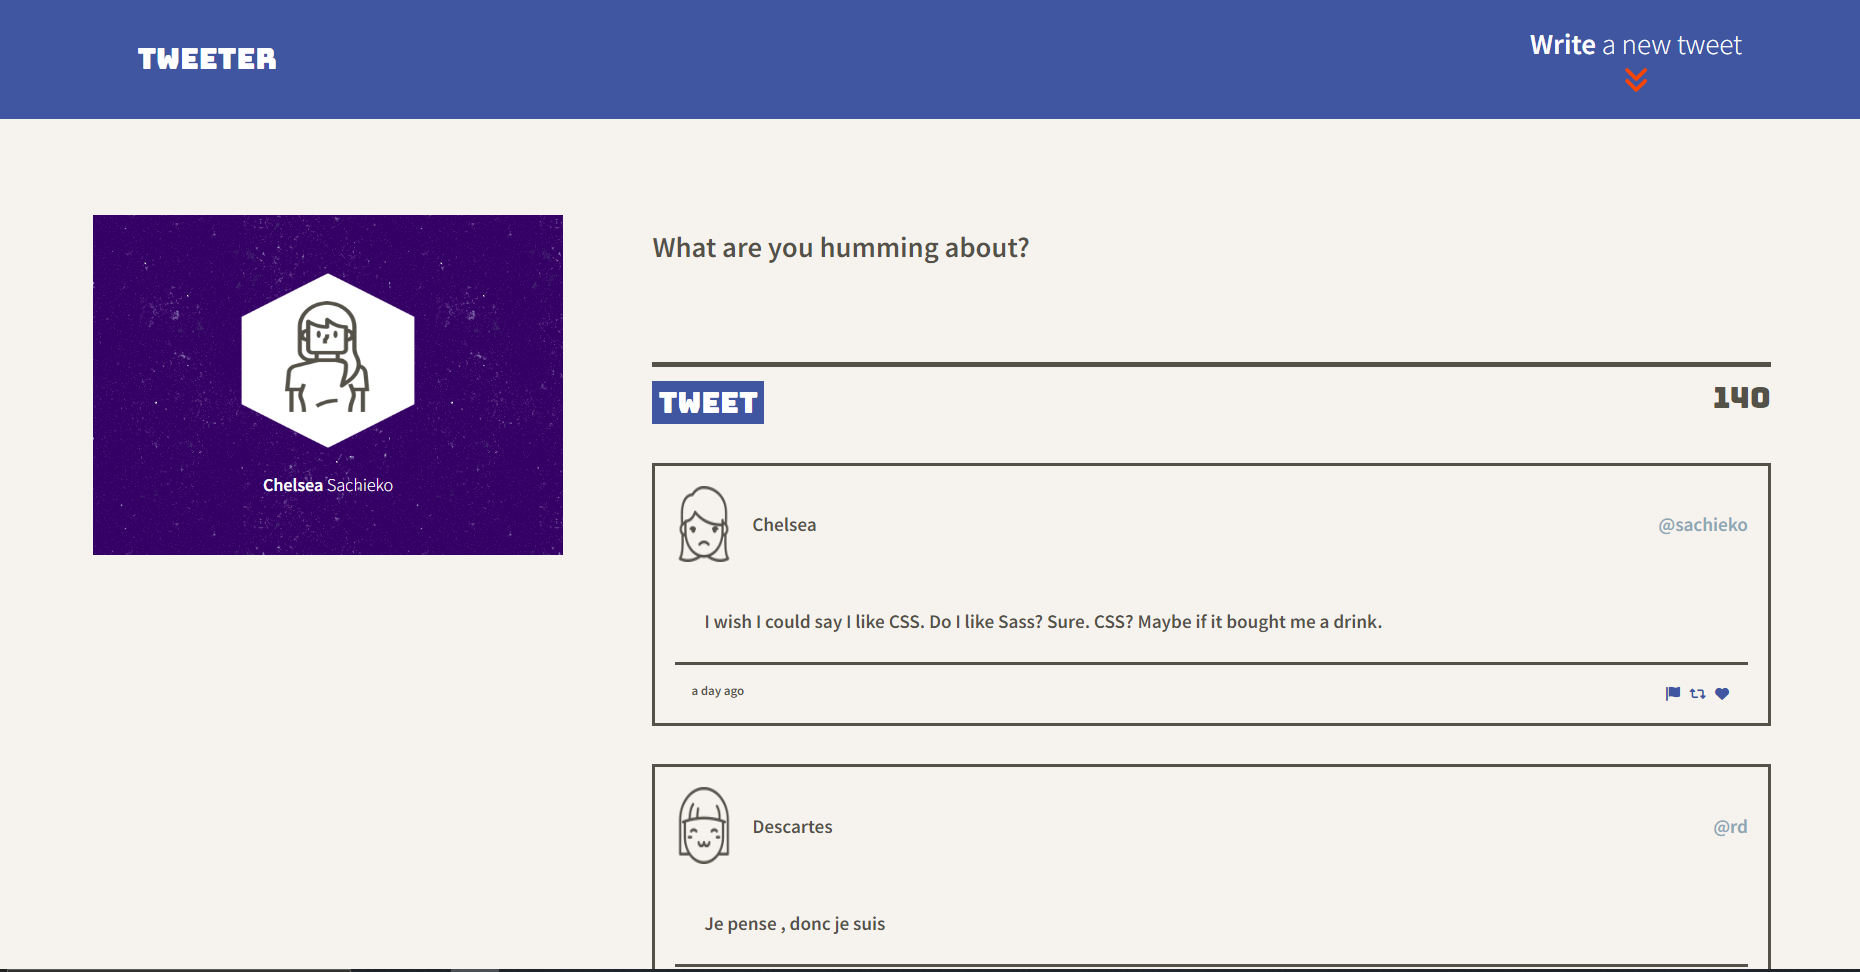 TWEETER
Write a new tweet
Chelsea Sachieko
What are you humming about?
TWEET
140
Chelsea
@sachieko
I wish I could say I like CSS. Do I like Sass? Sure. CSS? Maybe if it bought me a drink.
a day ago
Descartes
@rd
Je pense , donc je suis